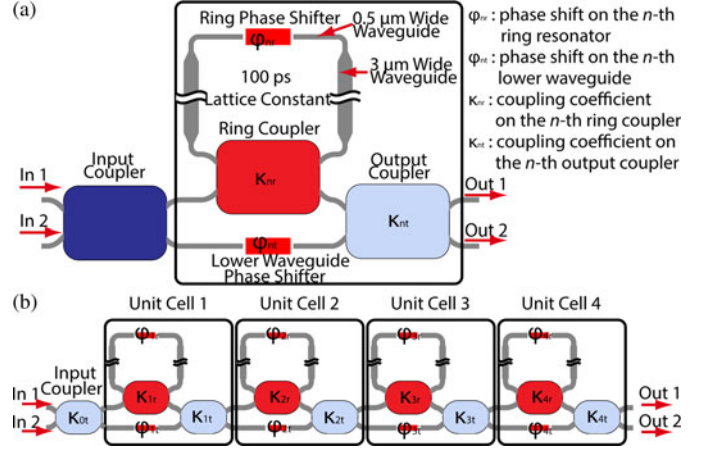 (a)
Ring Phase Shifter
0.5 µm Wide
Waveguide
φnr
3 µm Wide
Waveguide
100 ps
Lattice Constant
Ring Coupler
Input
Coupler
Output
Coupler
In 1
In 2
Κnr
Κnt
Out 1
Out 2
φnt
Lower Waveguide
Phase Shifter
φnr : phase shift on the n-th
ring resonator
φnt : phase shift on the n-th
lower waveguide
Κnr : coupling coefficient
on the n-th ring coupler
Κnt : coupling coefficient on
the n-th output coupler
(b)
Unit Cell 1 Unit Cell 2 Unit Cell 3 Unit Cell 4
Input
Coupler
In 1
In 2
Κ0t Κ1r Κ1t Κ2r Κ2t Κ3r Κ3t Κ4r Κ4t
Out 1
Out 2
φ φ φ φ
φ φ φ φ